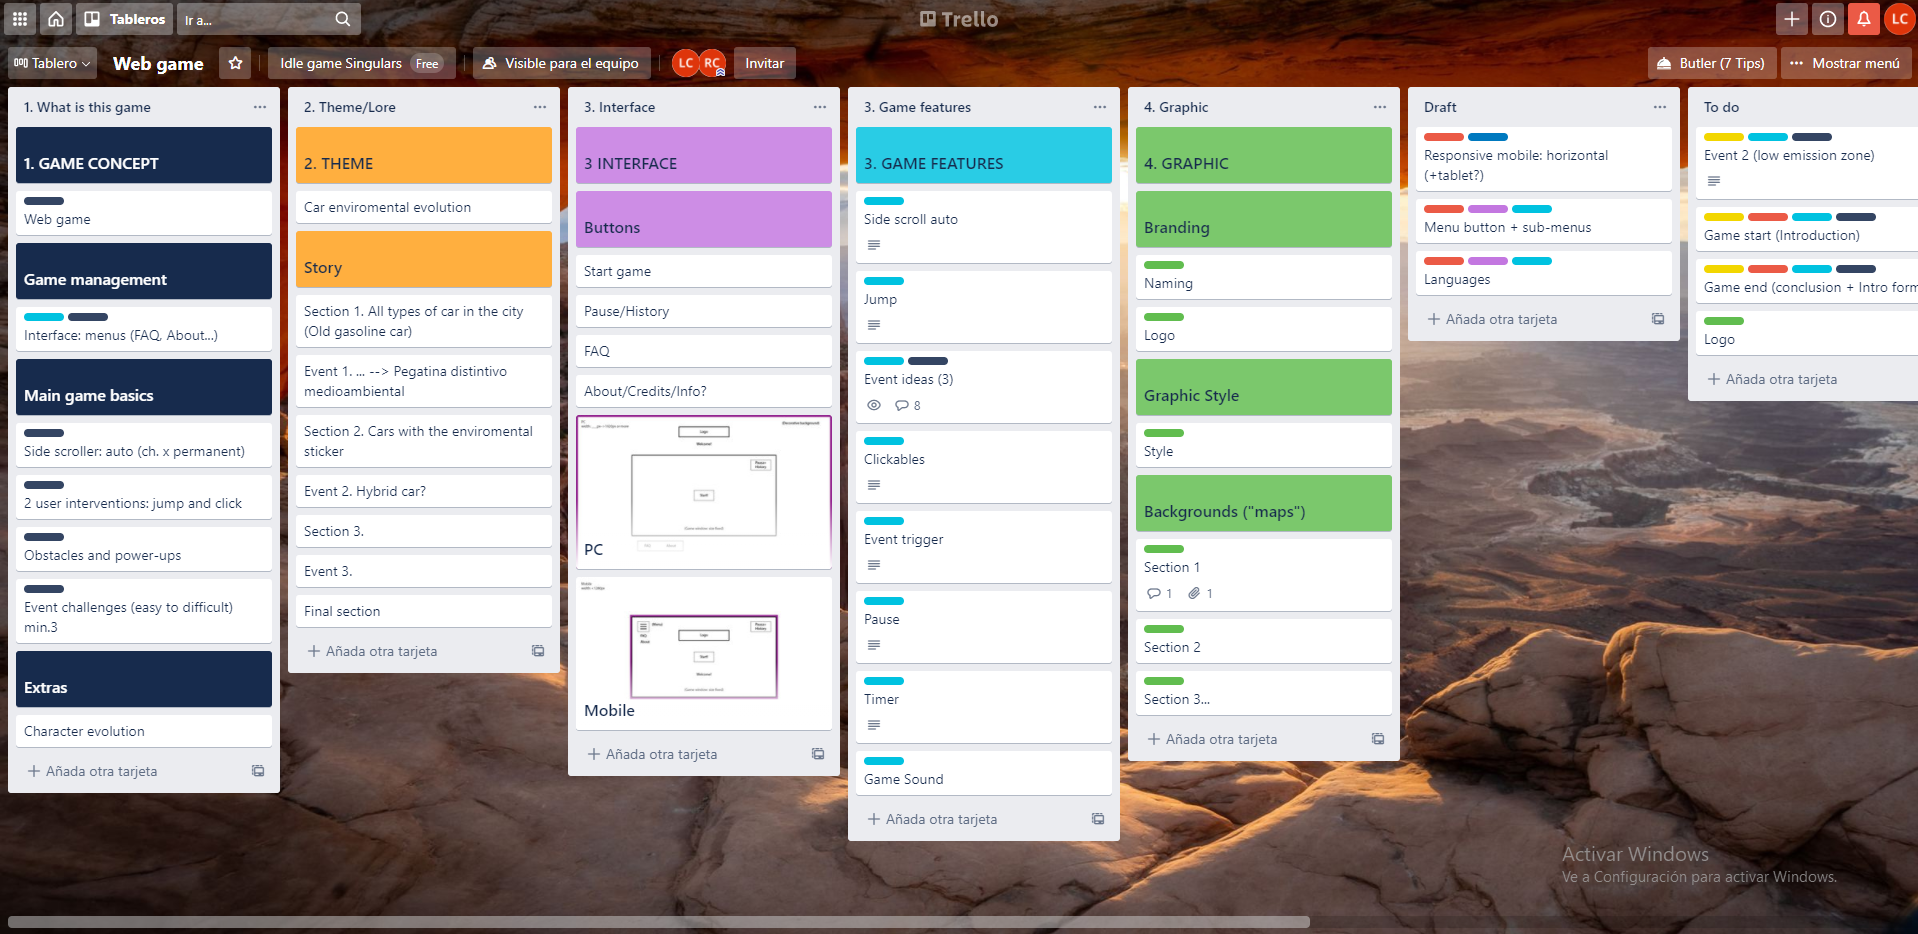 Tableros
Ir a...
Trello
LC
Tablero
Web game
Idle game Singulars Free
Visible para el equipo
LC
RC
Invitar
Butler (7 Tips)
Mostrar menú
1. What is this game
1. GAME CONCEPT
Web game
Game management
Interface: menus (FAQ, About...)
Main game basics
Side scroller: auto (ch. x permanent)
2 user interventions: jump and click
Obstacles and power-ups
Event challenges (easy to difficult)
min.3
Extras
Character evolution
Añada otra tarjeta
2. Theme/Lore
2. THEME
Car enviromental evolution
Story
Section 1. All types of car in the city
(Old gasoline car)
Event 1. ... --> Pegatina distintivo
medioambiental
Section 2. Cars with the enviromental
sticker
Event 2. Hybrid car?
Section 3.
Event 3.
Final section
Añada otra tarjeta
3. Interface
3 INTERFACE
Buttons
Start game
Pause/History
FAQ
About/Credits/Info?
Logo
Welcome!
Start
PC
Logo
Start
Welcome!
Mobile
Añada otra tarjeta
3. Game features
3. GAME FEATURES
Side scroll auto
Jump
Event ideas (3)
8
Clickables
Event trigger
Pause
Timer
Game Sound
Añada otra tarjeta
4. Graphic
4. GRAPHIC
Branding
Naming
Logo
Graphic Style
Style
Backgrounds ("maps")
Section 1
1 1
Section 2
Section 3...
Añada otra tarjeta
Draft
Responsive mobile: horizontal
(+tablet?)
Menu button + sub-menus
Languages
Añada otra tarjeta
To do
Event 2 (low emission zone)
Game start (Introduction)
Game end (conclusion + Intro form
Logo
Añada otra tarjeta
Activar Windows
Ve a Configuración para activar Windows.